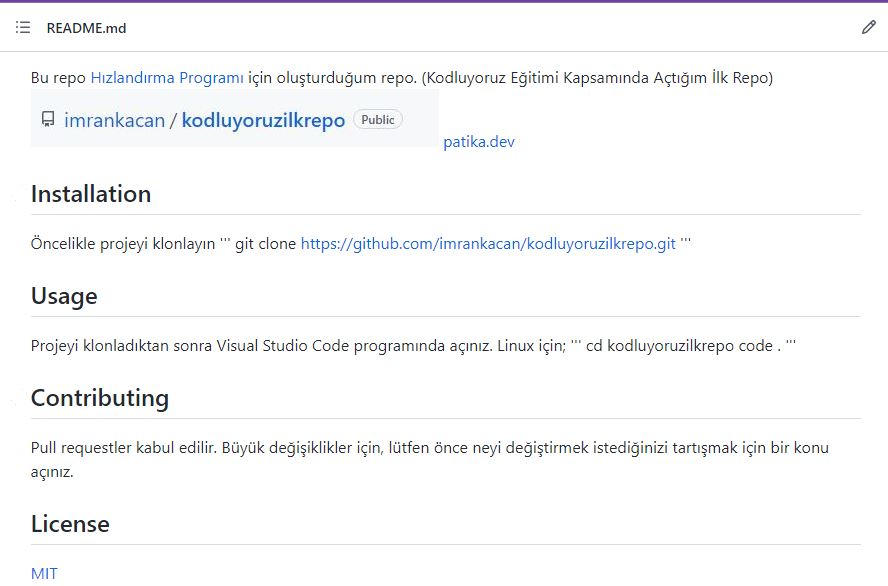 README.md
Bu repo Hızlandırma Programı için oluşturduğum repo. (Kodluyoruz Eğitimi Kapsamında Açtığım İlk Repo)
imrankacan / kodluyoruzilkrepo Public
patika.dev
Installation
Öncelikle projeyi klonlayın ''' git clone https://github.com/imrankacan/kodluyoruzilkrepo.git '''
Usage
Projeyi klonladıktan sonra Visual Studio Code programında açınız. Linux için; ''' cd kodluyoruzilkrepo code . '''
Contributing
Pull requestler kabul edilir. Büyük değişiklikler için, lütfen önce neyi değiştirmek istediğinizi tartışmak için bir konu
açınız.
License
MIT